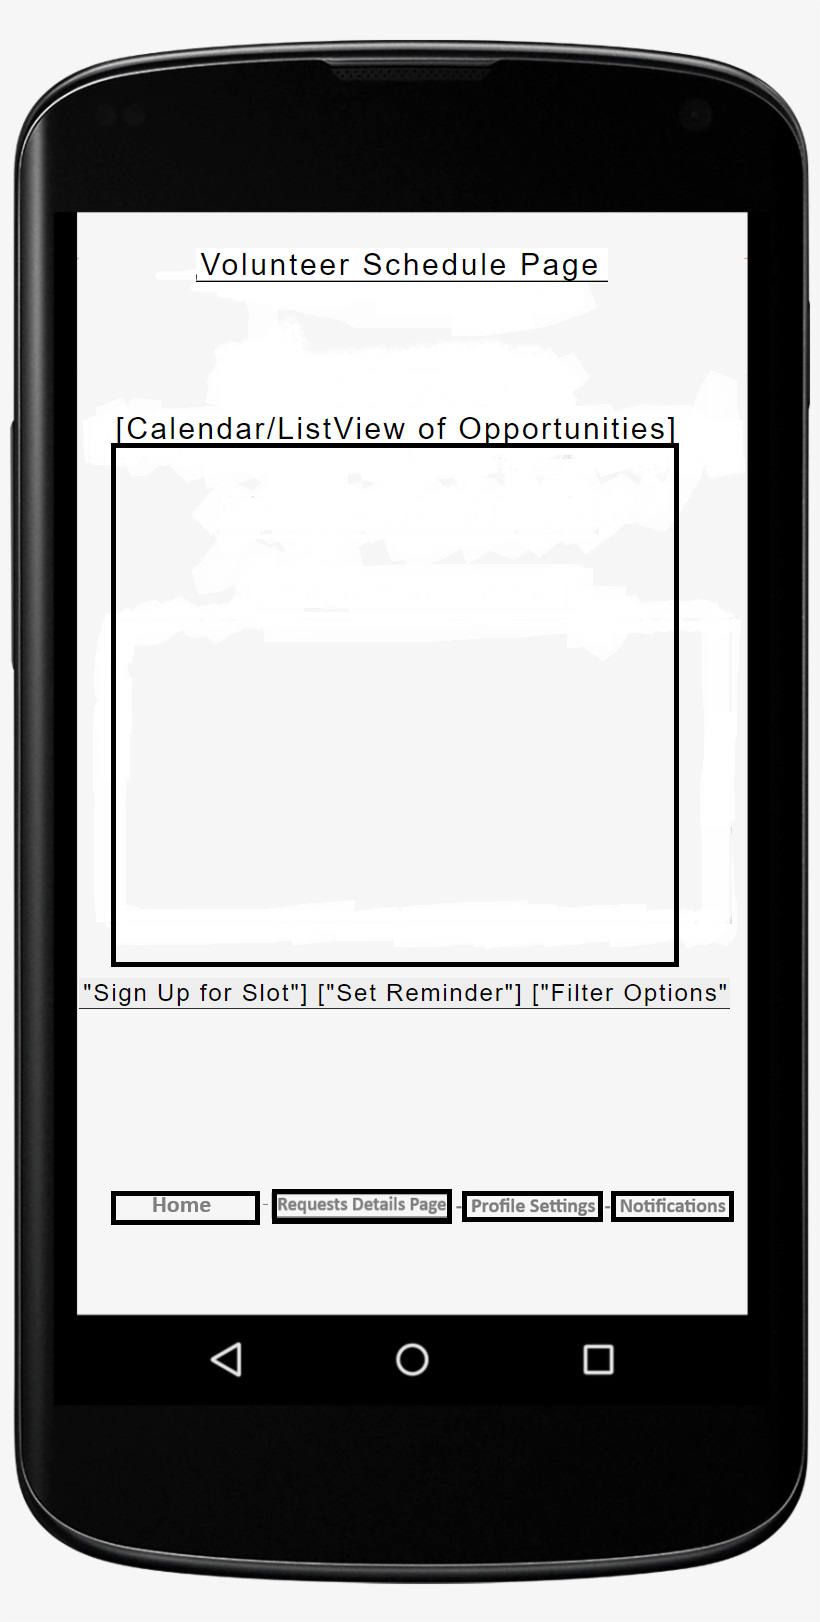 Volunteer Schedule Page
[Calendar/ListView of Opportunities]
"Sign Up for Slot"] ["Set Reminder"] ["Filter Options"
Home - Requests Details Page - Profile Settings - Notifications